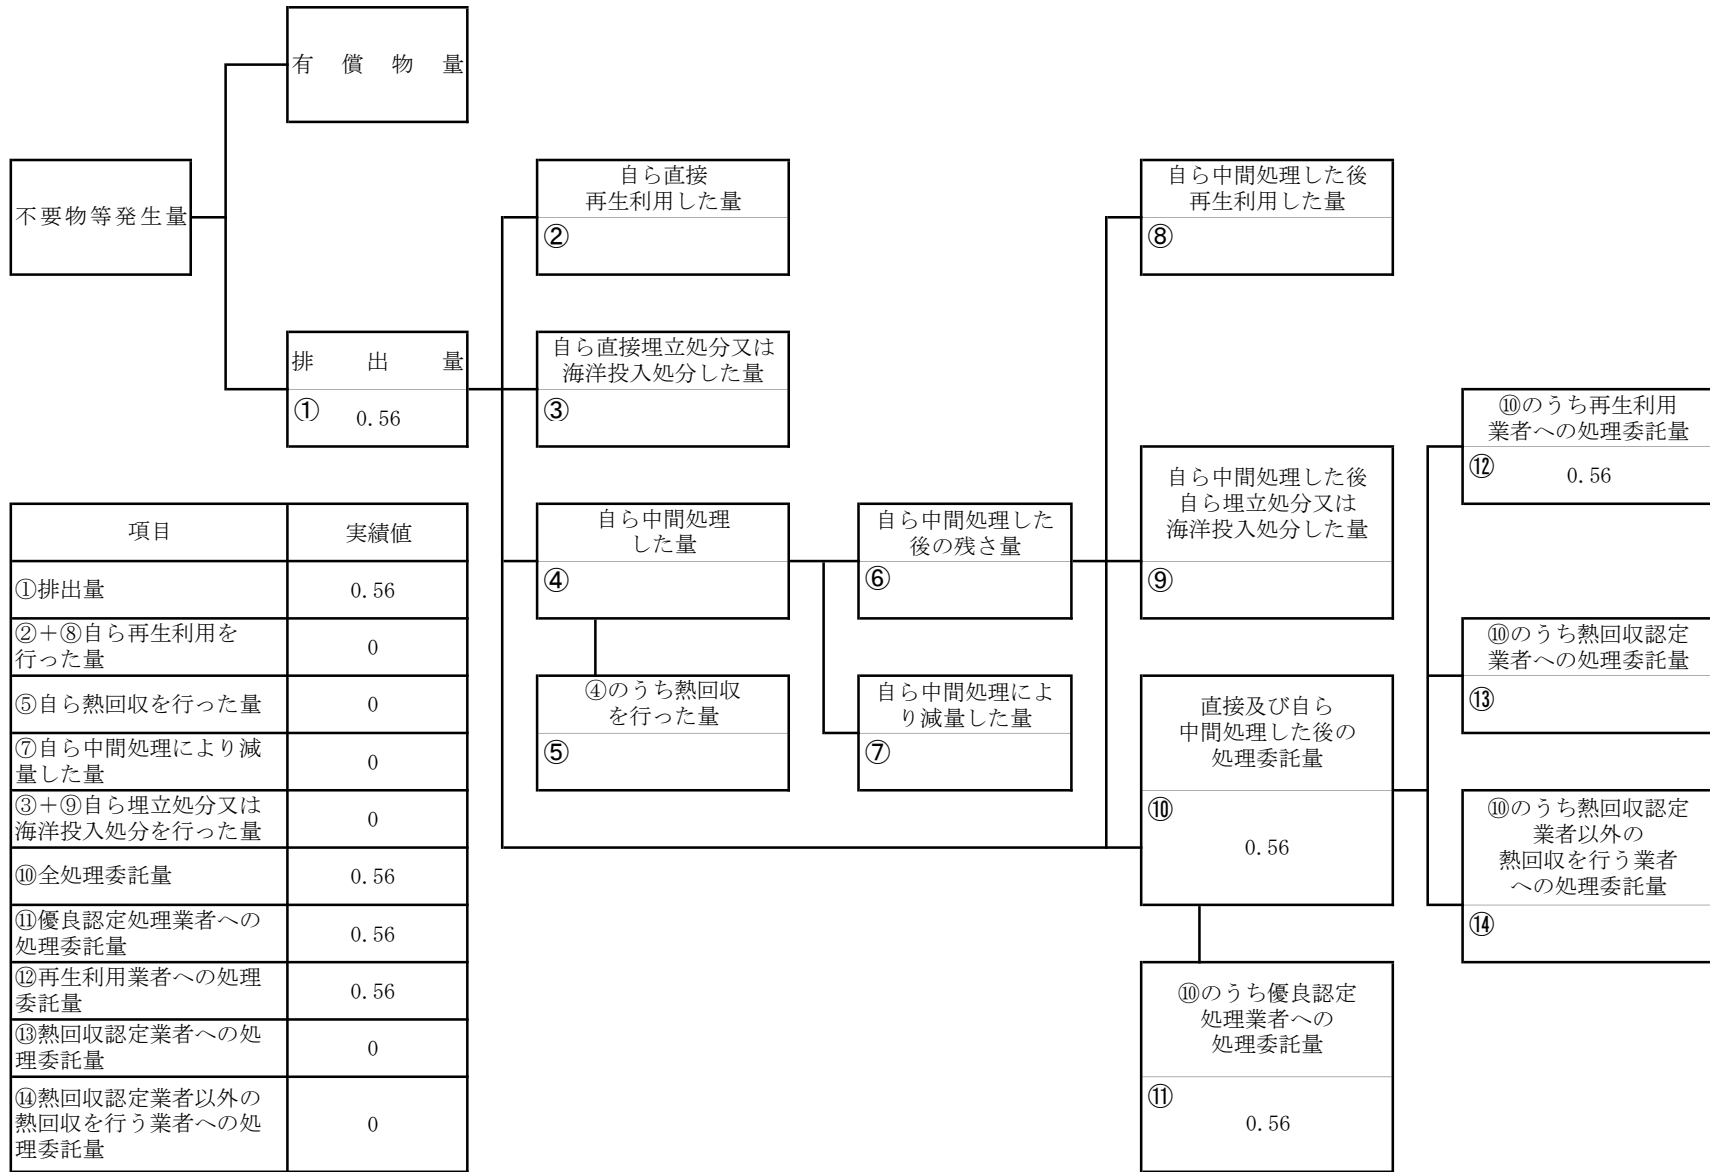 有償物量
不要物等発生量
排出量
① 0.56
自ら直接
再生利用した量
②
自ら直接埋立処分又は
海洋投入処分した量
③
自ら中間処理
した量
④
④のうち熱回収
を行った量
⑤
自ら中間処理した
後の残さ量
⑥
自ら中間処理によ
り減量した量
⑦
自ら中間処理した後
再生利用した量
⑧
自ら中間処理した後
自ら埋立処分又は
海洋投入処分した量
⑨
直接及び自ら
中間処理した後の
処理委託量
⑩
0.56
⑩のうち優良認定
処理業者への
処理委託量
⑪
0.56
⑩のうち再生利用
業者への処理委託量
⑫ 0.56
⑩のうち熱回収認定
業者への処理委託量
⑬
⑩のうち熱回収認定
業者以外の
熱回収を行う業者
への処理委託量
⑭
項目 実績値
①排出量 0.56
②+⑧自ら再生利用を
行った量 0
⑤自ら熱回収を行った量 0
⑦自ら中間処理により減
量した量 0
③+⑨自ら埋立処分又は
海洋投入処分を行った量 0
⑩全処理委託量 0.56
⑪優良認定処理業者への
処理委託量 0.56
⑫再生利用業者への処理
委託量 0.56
⑬熱回収認定業者への処
理委託量 0
⑭熱回収認定業者以外の
熱回収を行う業者への処
理委託量 0